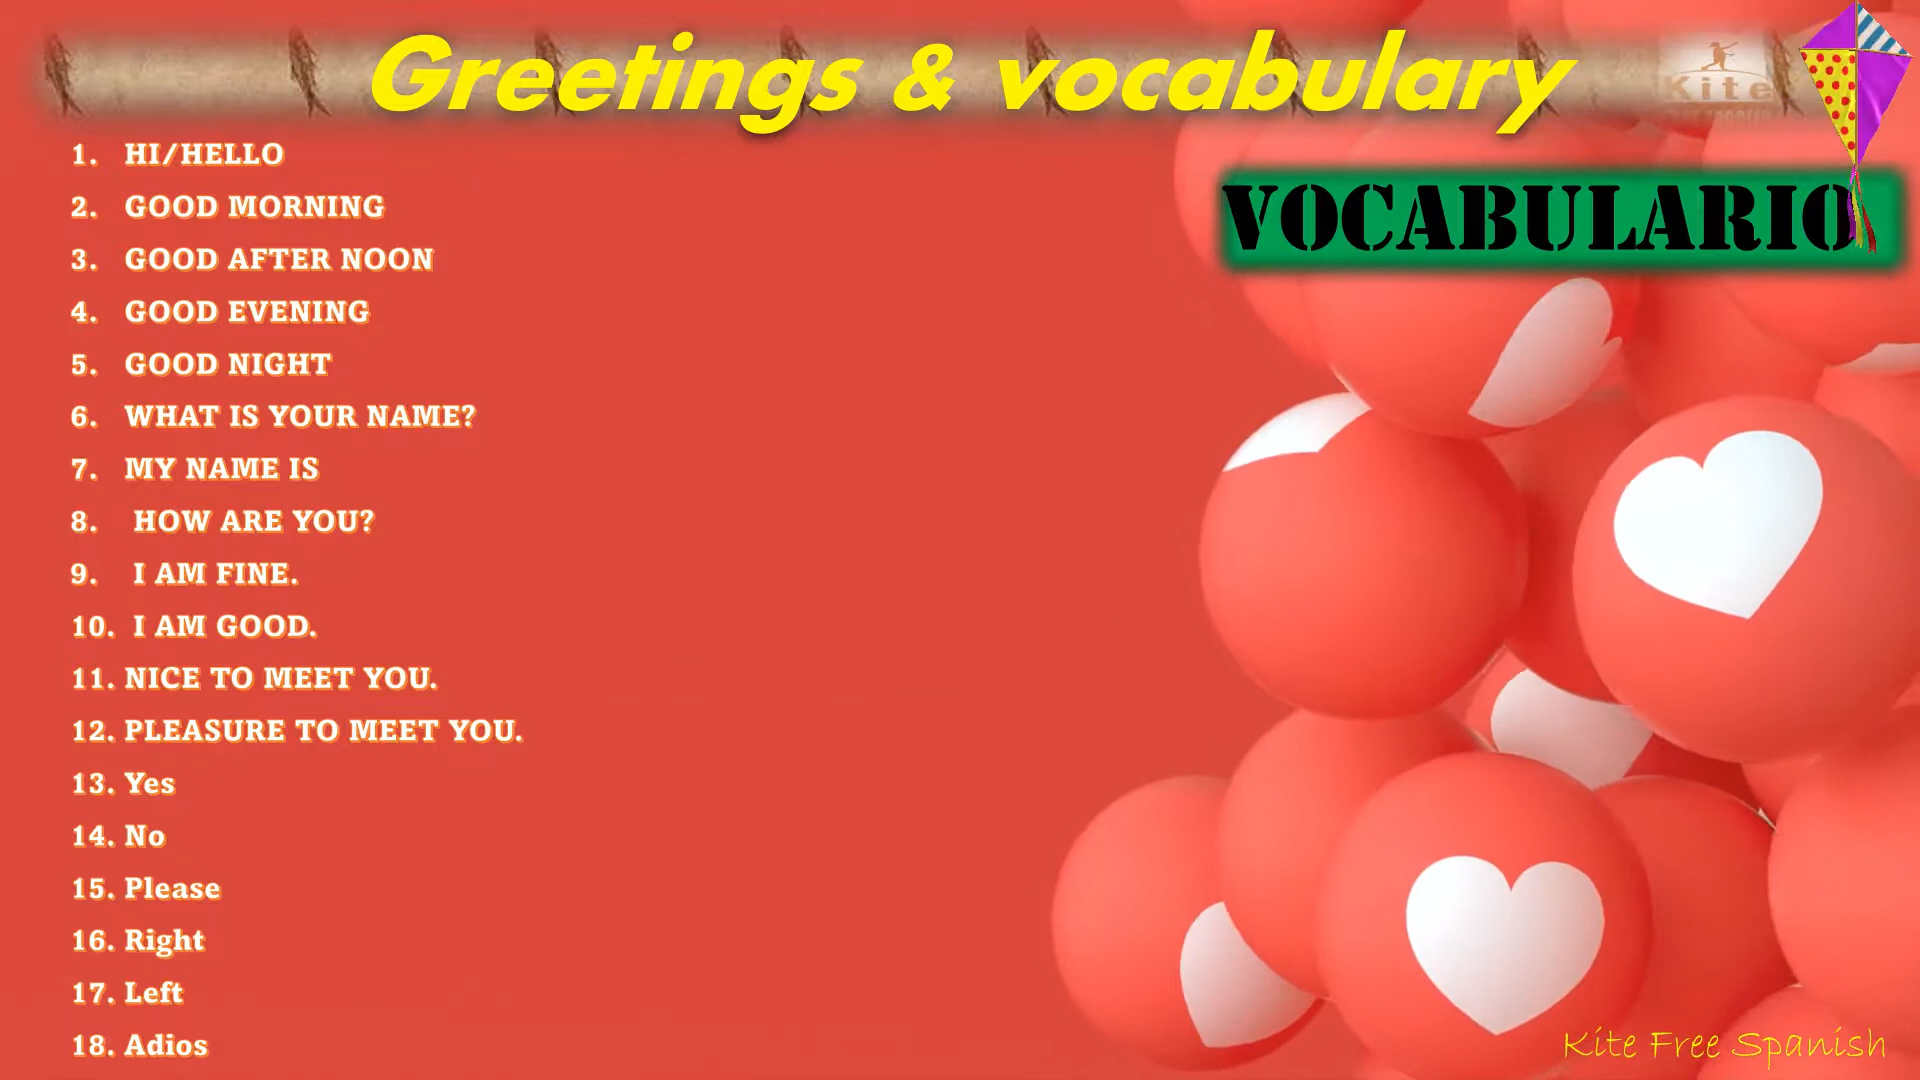 Greetings & vocabulary
Kite
VOCABULARIO
1. HI/HELLO
2. GOOD MORNING
3. GOOD AFTER NOON
4. GOOD EVENING
5. GOOD NIGHT
6. WHAT IS YOUR NAME?
7. MY NAME IS
8. HOW ARE YOU?
9. I AM FINE.
10. I AM GOOD.
11. NICE TO MEET YOU.
12. PLEASURE TO MEET YOU.
13. Yes
14. No
15. Please
16. Right
17. Left
18. Adios
Kite Free Spanish